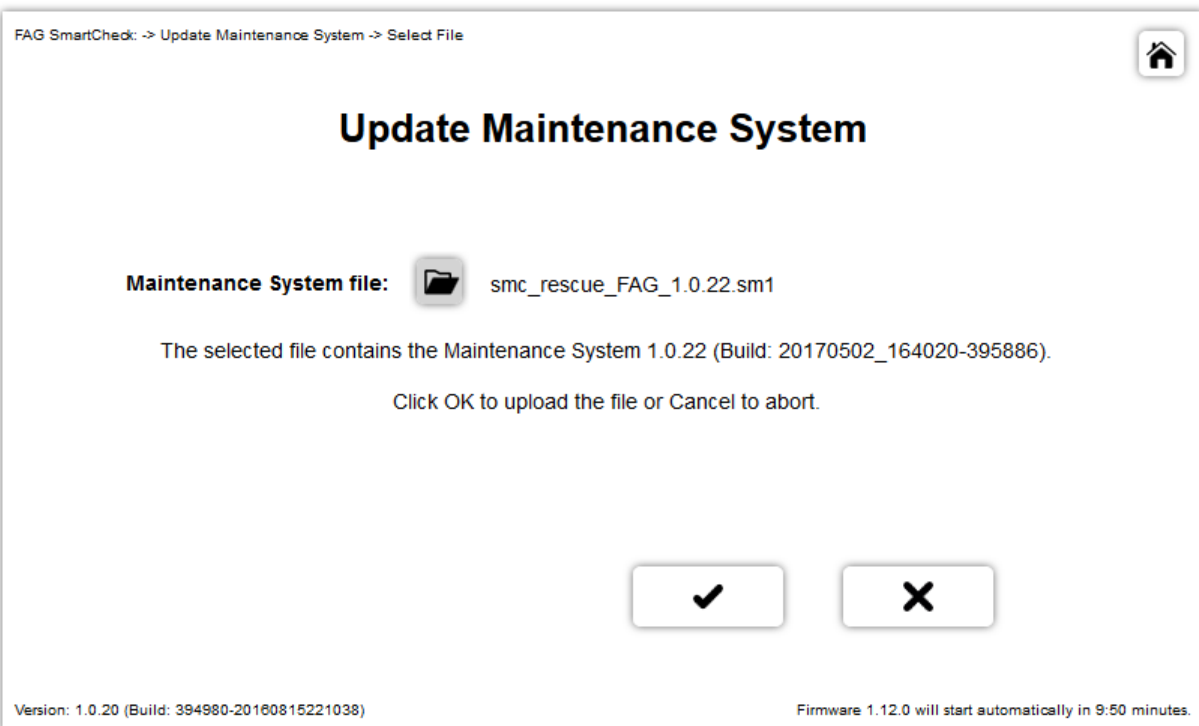 FAG SmartCheck: -> Update Maintenance System -> Select File
Update Maintenance System
Maintenance System file: smc_rescue_FAG_1.0.22.sm1
The selected file contains the Maintenance System 1.0.22 (Build: 20170502_164020-395886).
Click OK to upload the file or Cancel to abort.
Version: 1.0.20 (Build: 394980-20160815221038)
Firmware 1.12.0 will start automatically in 9:50 minutes.